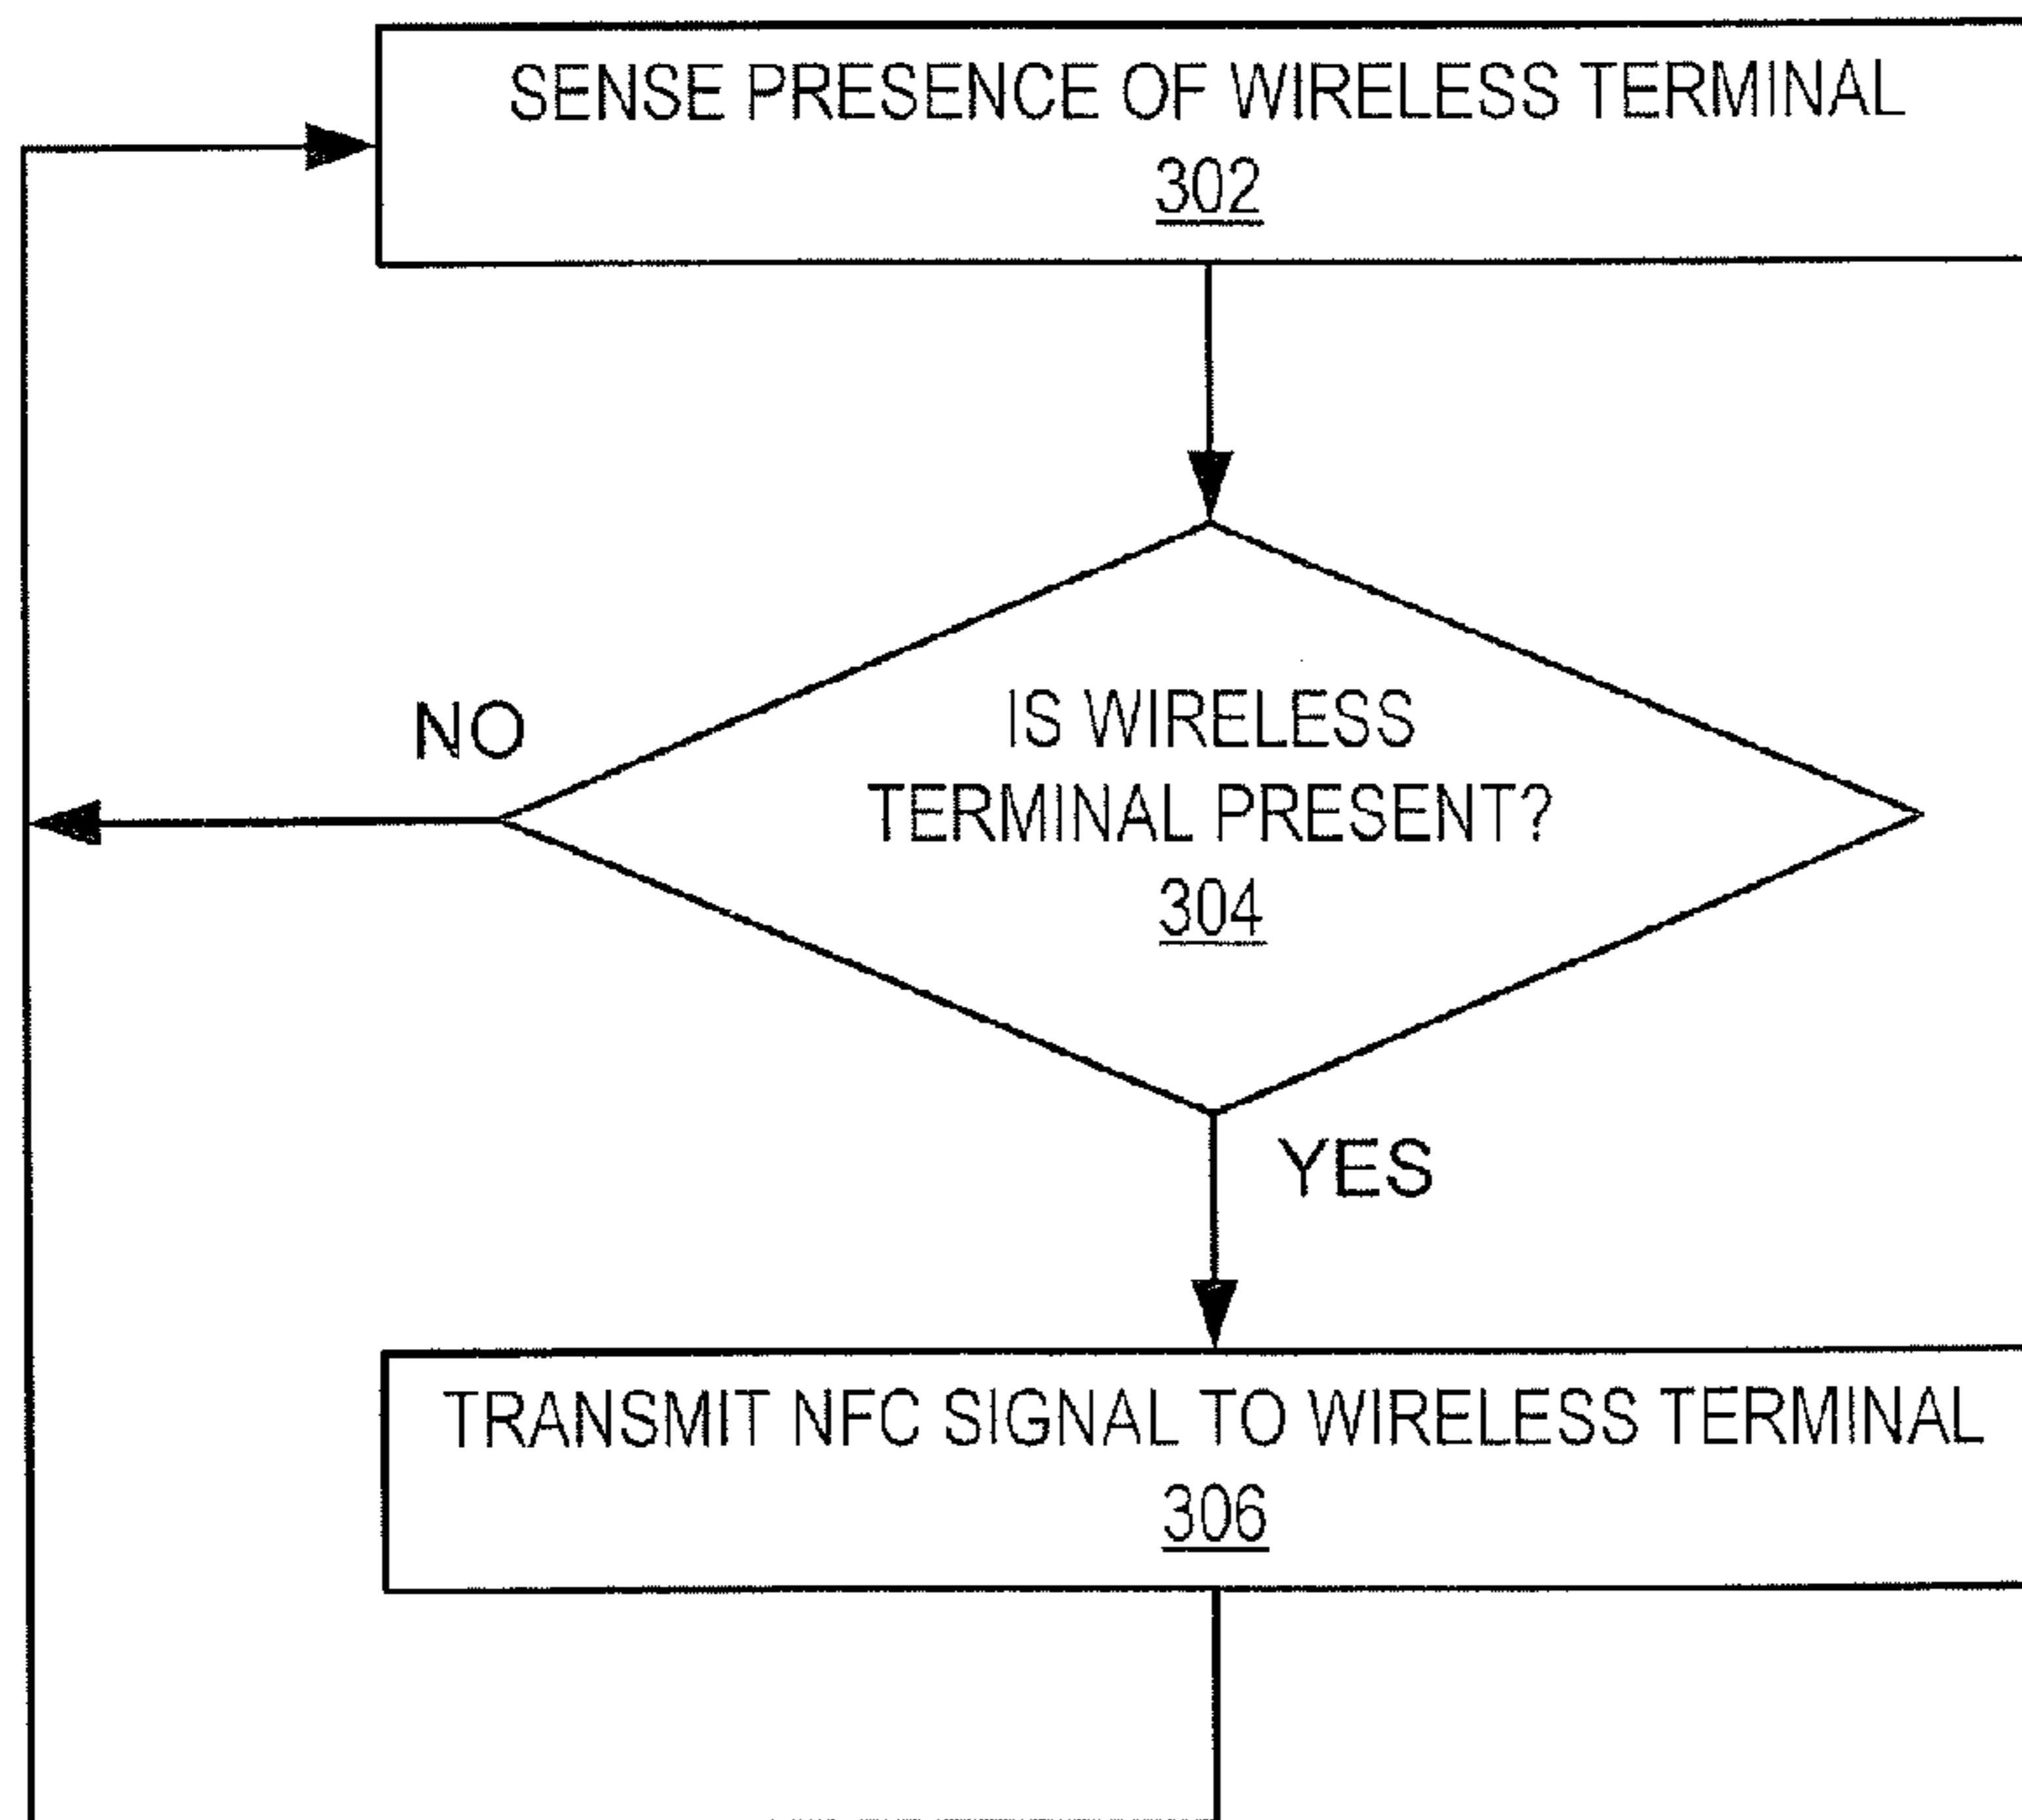 SENSE PRESENCE OF WIRELESS TERMINAL
302
NO
IS WIRELESS
TERMINAL PRESENT?
304
YES
TRANSMIT NFC SIGNAL TO WIRELESS TERMINAL
306